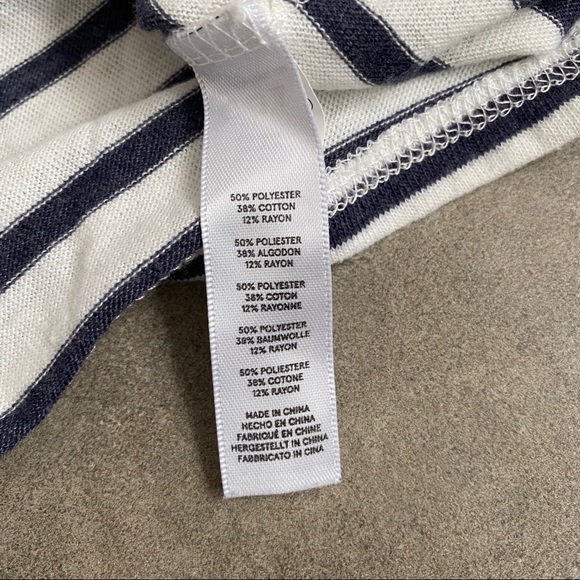 50% POLYESTER
38% COTTON
12% RAYON
50% POLIESTER
38% ALGODON
12% RAYON
50% POLYESTER
38% COTON
12% RAYONNE
50% POLYESTER
38% BAUMWOLLE
12% RAYON
50% POLIESTERE
38% COTONE
12% RAYON
MADE IN CHINA
HECHO EN CHINA
FABRIQUÉ EN CHINE
HERGESTELLT IN CHINA
FABBRICATO IN CINA